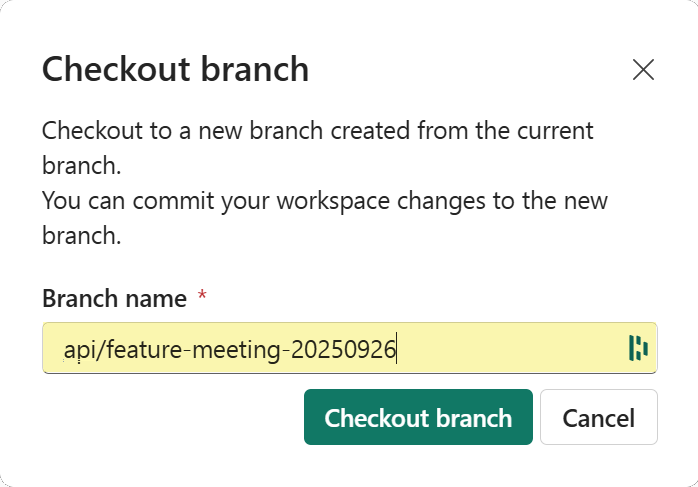 Checkout branch
Checkout to a new branch created from the current
branch.
You can commit your workspace changes to the new
branch.
Branch name *
api/feature-meeting-20250926
Checkout branch
Cancel